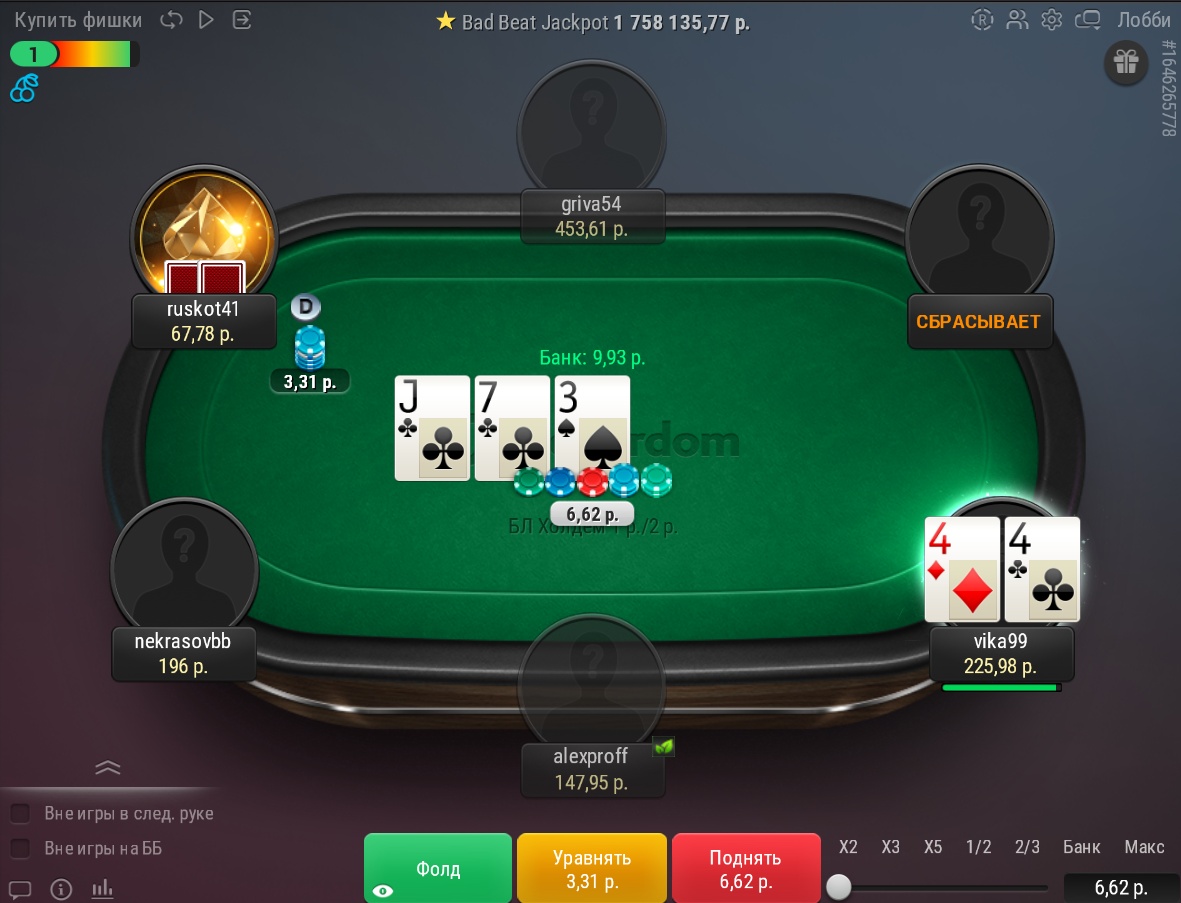 Купить фишки
Bad Beat Jackpot 1 758 135,77 р.
Лобби
1
#1646265778
griva54
453,61 р.
ruskot41
67,78 р.
СБРАСЫВАЕТ
D
3,31 р.
Банк: 9,93 р.
J
7
3
rdom
6,62 р.
БЛ Холдем 1 р./2 р.
4
4
vika99
225,98 р.
nekrasovbb
196 р.
alexproff
147,95 р.
Вне игры в след. руке
Вне игры на ББ
Фолд
Уравнять
3,31 р.
Поднять
6,62 р.
X2 X3 X5 1/2 2/3 Банк Макс
6,62 р.